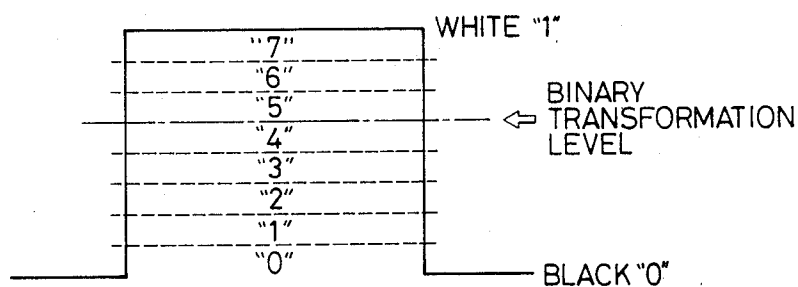 WHITE "1"
"7"
"6"
"5"
"4"
"3"
"2"
"1"
"0"
BINARY
TRANSFORMATION
LEVEL
BLACK "0"